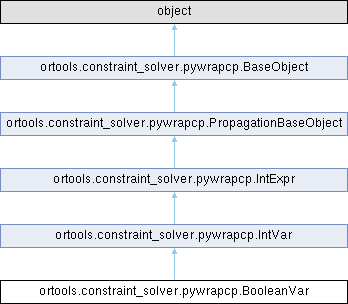 object
ortools.constraint_solver.pywrapcp.BaseObject
ortools.constraint_solver.pywrapcp.PropagationBaseObject
ortools.constraint_solver.pywrapcp.IntExpr
ortools.constraint_solver.pywrapcp.IntVar
ortools.constraint_solver.pywrapcp.BooleanVar